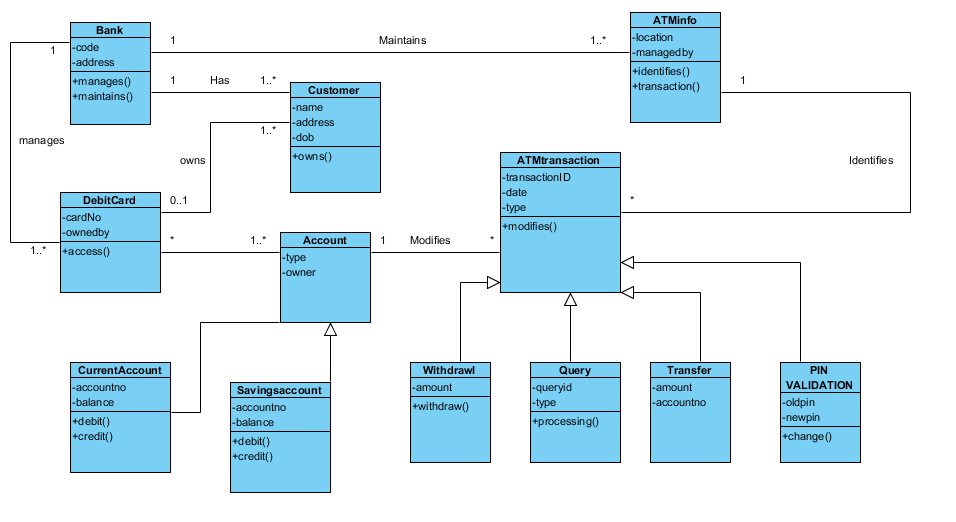 Bank
-code
-address
+manages()
+maintains()
1
Maintains
1..*
ATMinfo
-location
-managedby
+identifies()
+transaction()
1
1
manages
1..*
1
Has
1..*
Customer
-name
-address
-dob
+owns()
1..*
owns
0..1
DebitCard
-cardNo
-ownedby
+access()
*
1..*
Account
-type
-owner
1
Modifies
*
ATMtransaction
-transactionID
-date
-type
+modifies()
*
Identifies
CurrentAccount
-accountno
-balance
+debit()
+credit()
Savingsaccount
-accountno
-balance
+debit()
+credit()
Withdrawl
-amount
+withdraw()
Query
-queryid
-type
+processing()
Transfer
-amount
-accountno
PIN
VALIDATION
-oldpin
-newpin
+change()